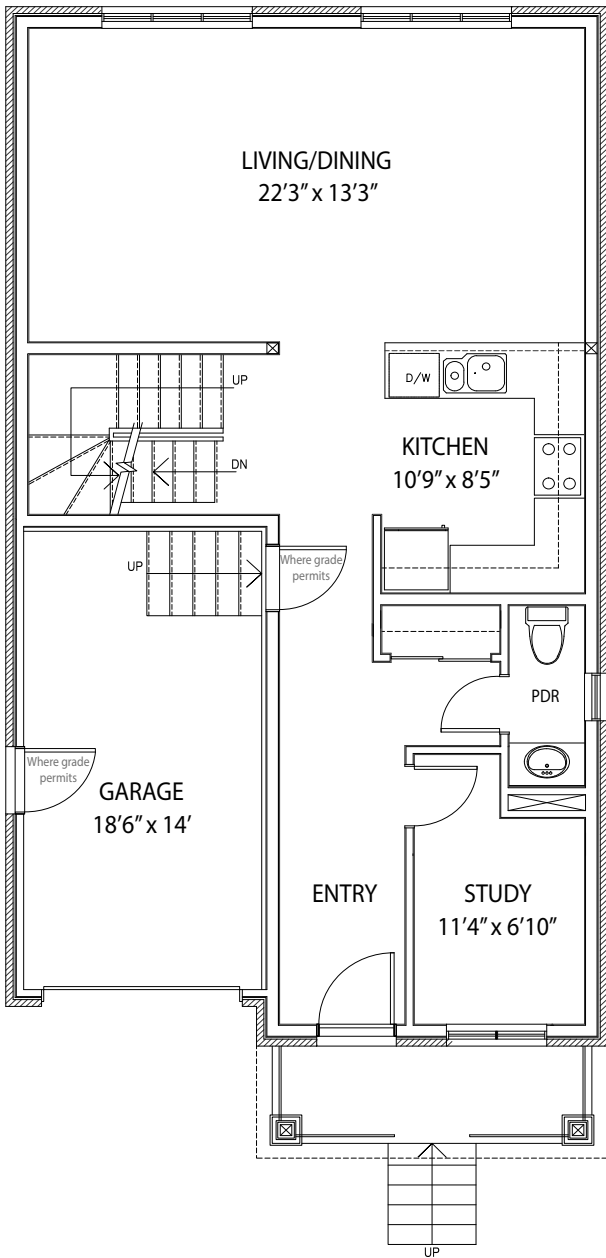 LIVING/DINING
22'3” x 13'3”
D/W
UP
KITCHEN
10'9” x 8'5”
DN
UP
Where grade
permits
PDR
Where grade
permits
GARAGE
18'6” x 14'
ENTRY
STUDY
11'4” x 6'10”
UP